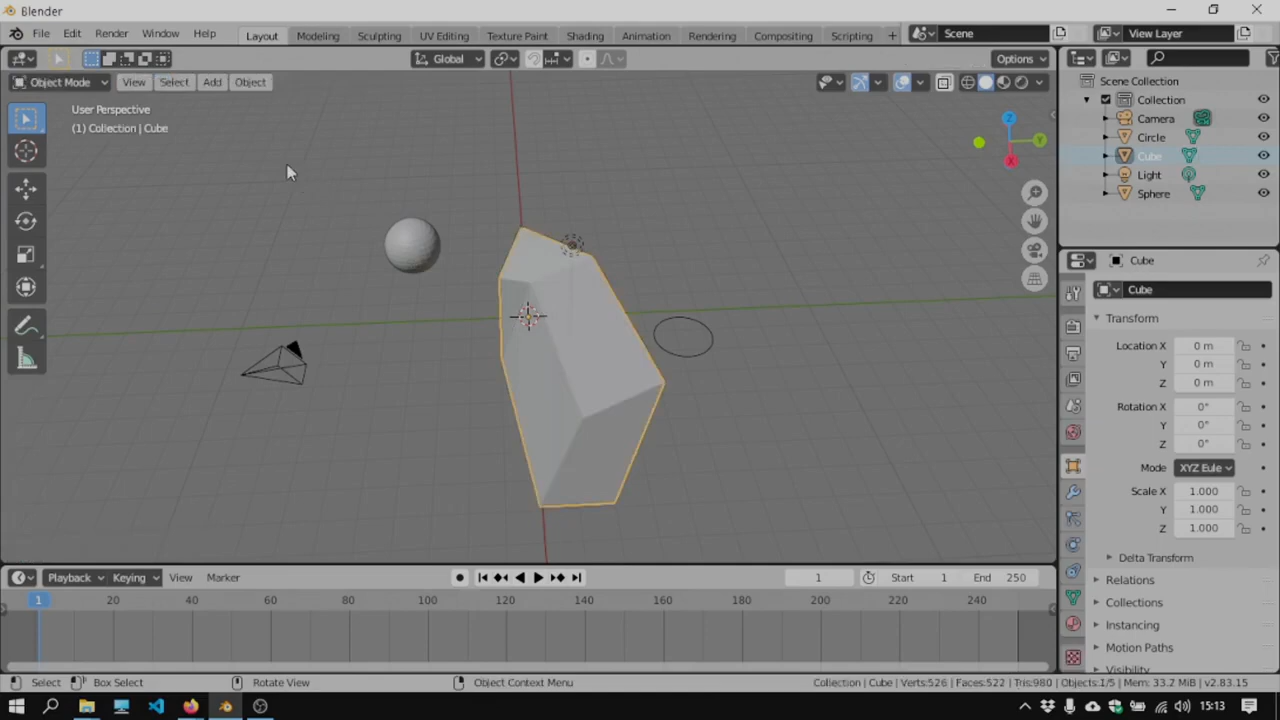 Blender
File Edit Render Window Help Layout Modeling Sculpting UV Editing Texture Paint Shading Animation Rendering Compositing Scripting + Scene View Layer
Global Options
Object Mode View Select Add Object
User Perspective
(1) Collection | Cube
Z
Y
X
Scene Collection
Collection
Camera
Circle
Cube
Light
Sphere
Cube
Cube
Transform
Location X 0 m
Y 0 m
Z 0 m
Rotation X 0°
Y 0°
Z 0°
Mode XYZ Eule
Scale X 1.000
Y 1.000
Z 1.000
Delta Transform
Relations
Collections
Instancing
Motion Paths
Visibility
Playback Keying View Marker 1 Start 1 End 250
1 20 40 60 80 100 120 140 160 180 200 220 240
Select Box Select Rotate View Object Context Menu Collection | Cube | Verts:526 | Faces:522 | Tris:980 | Objects:1/5 | Mem: 33.2 MiB | v2.83.15
15:13